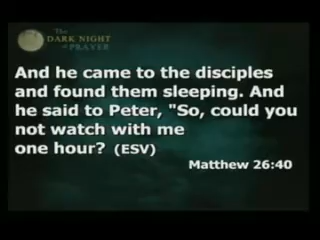 The
DARK NIGHT
of PRAYER
And he came to the disciples
and found them sleeping. And
he said to Peter, "So, could you
not watch with me
one hour? (ESV)
Matthew 26:40